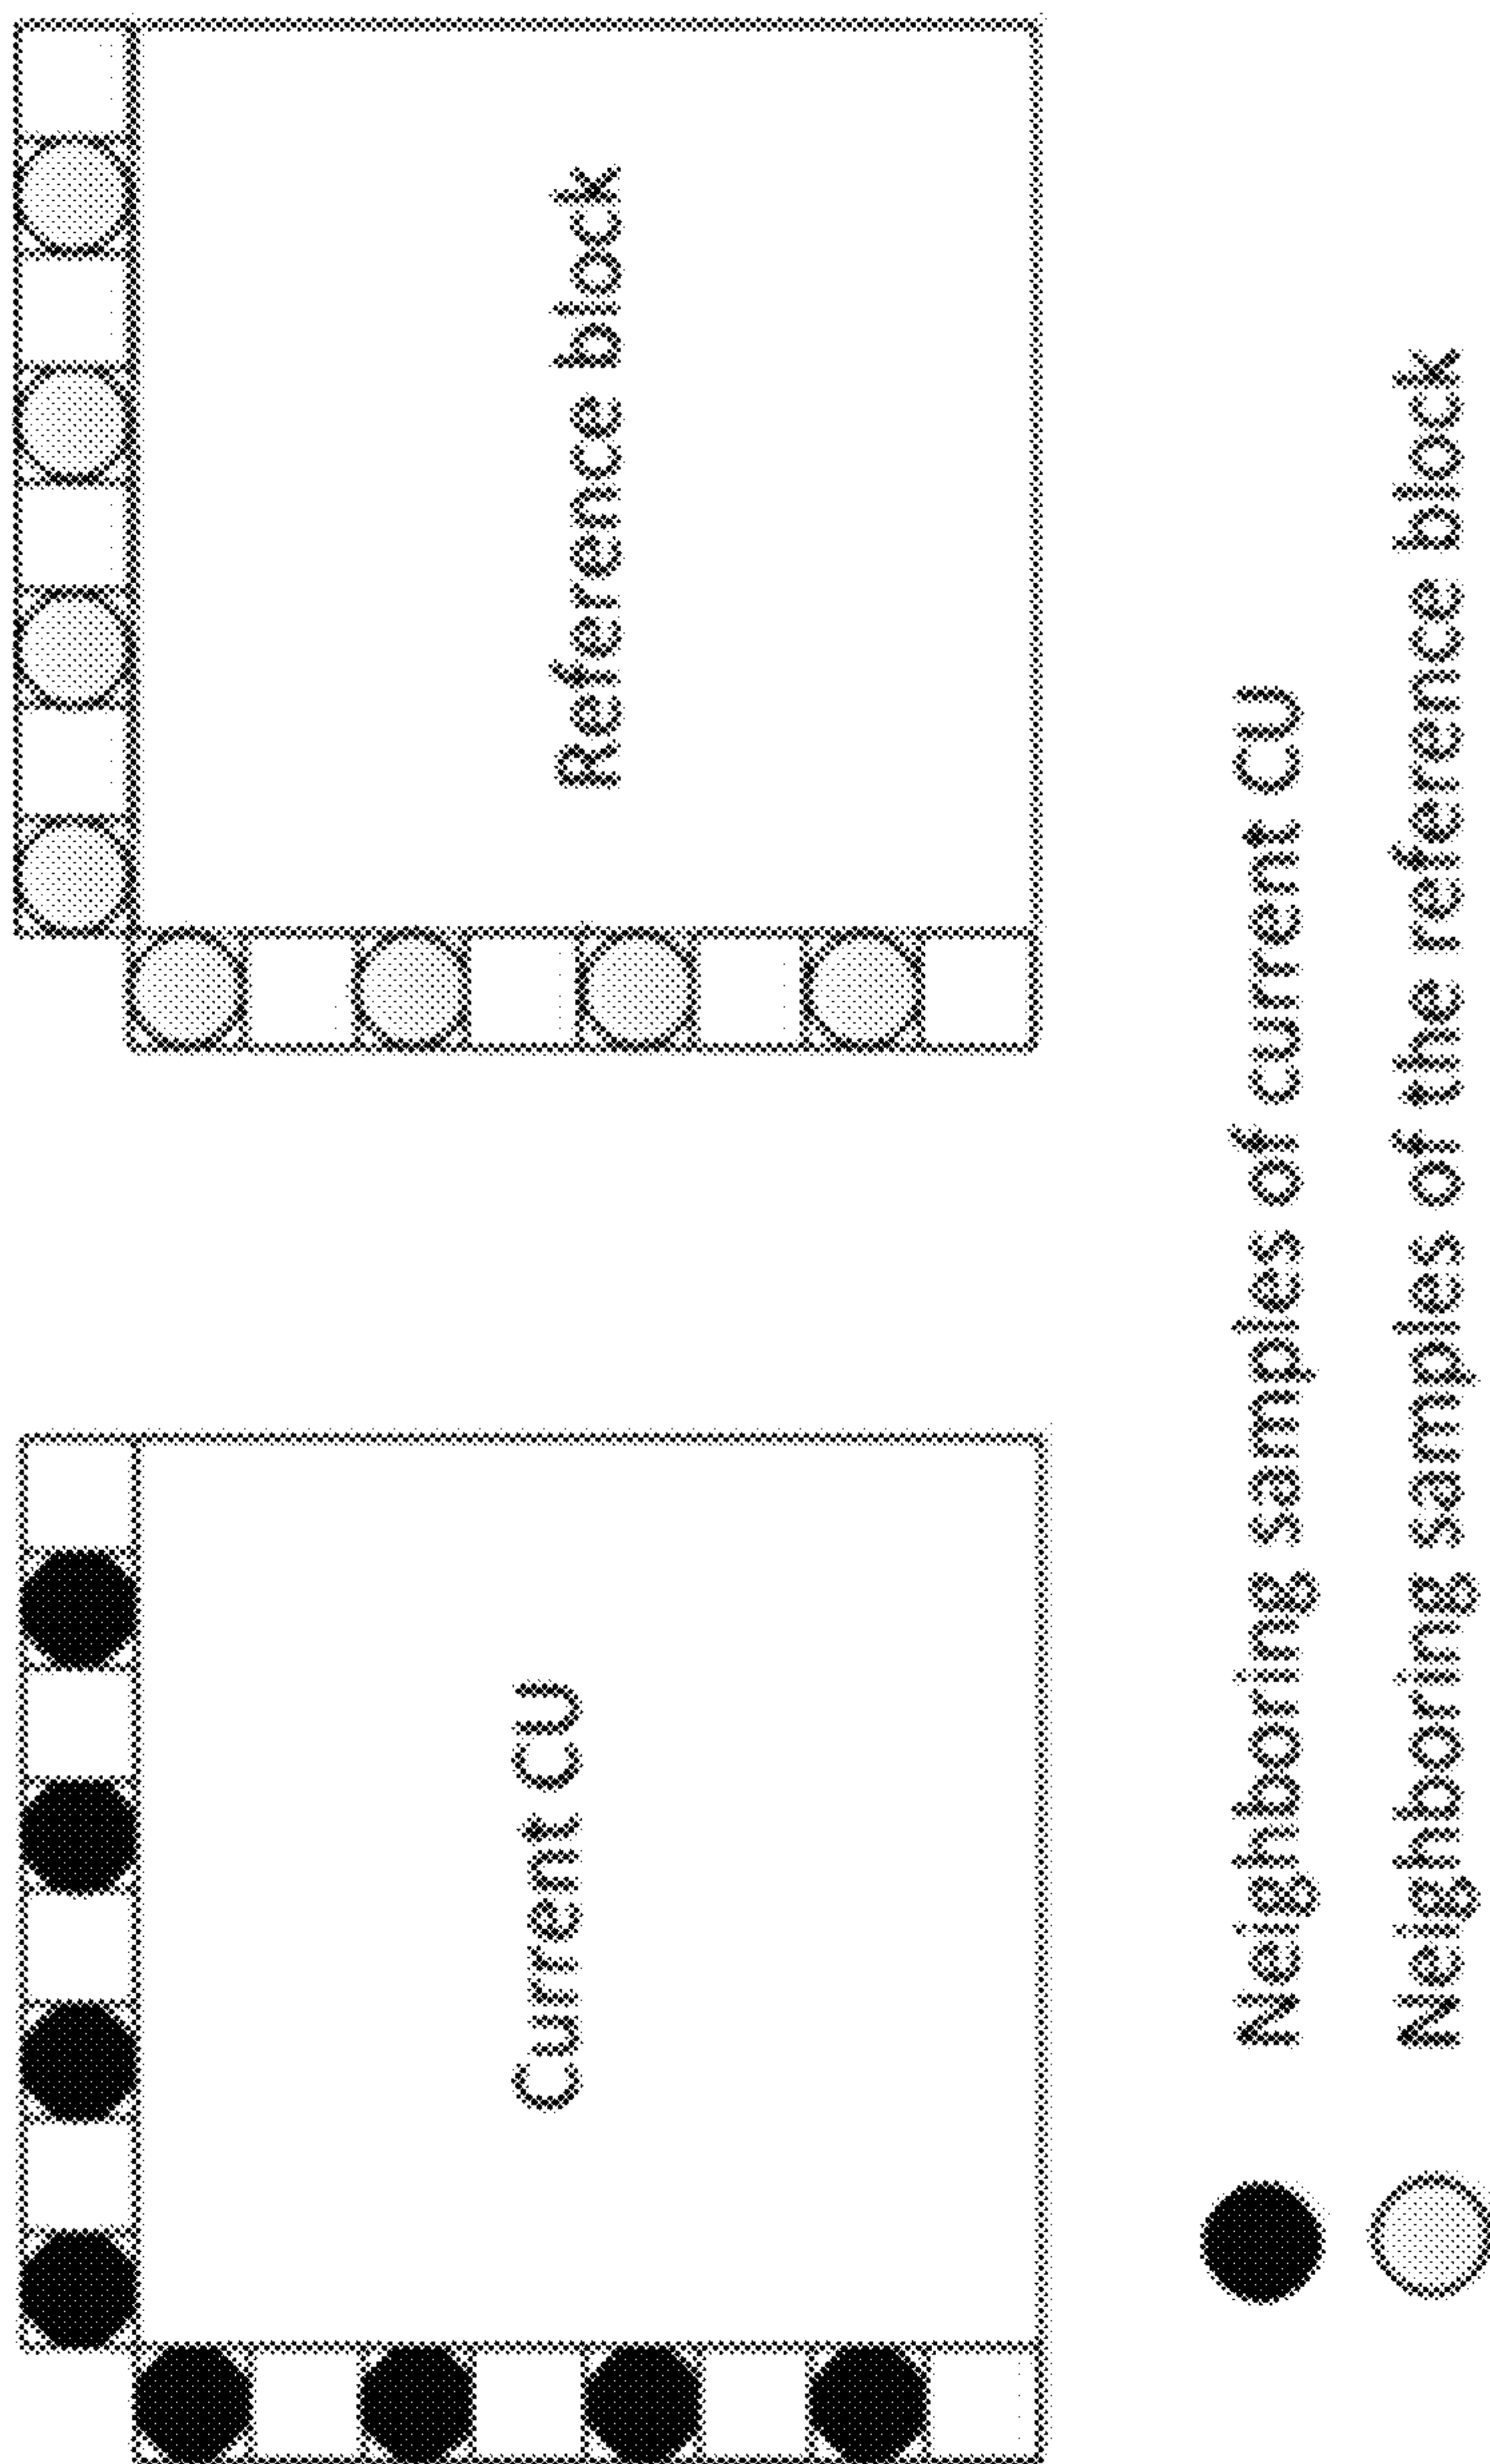 Current CU
Reference block
Neighboring samples of current CU
Neighboring samples of the reference block